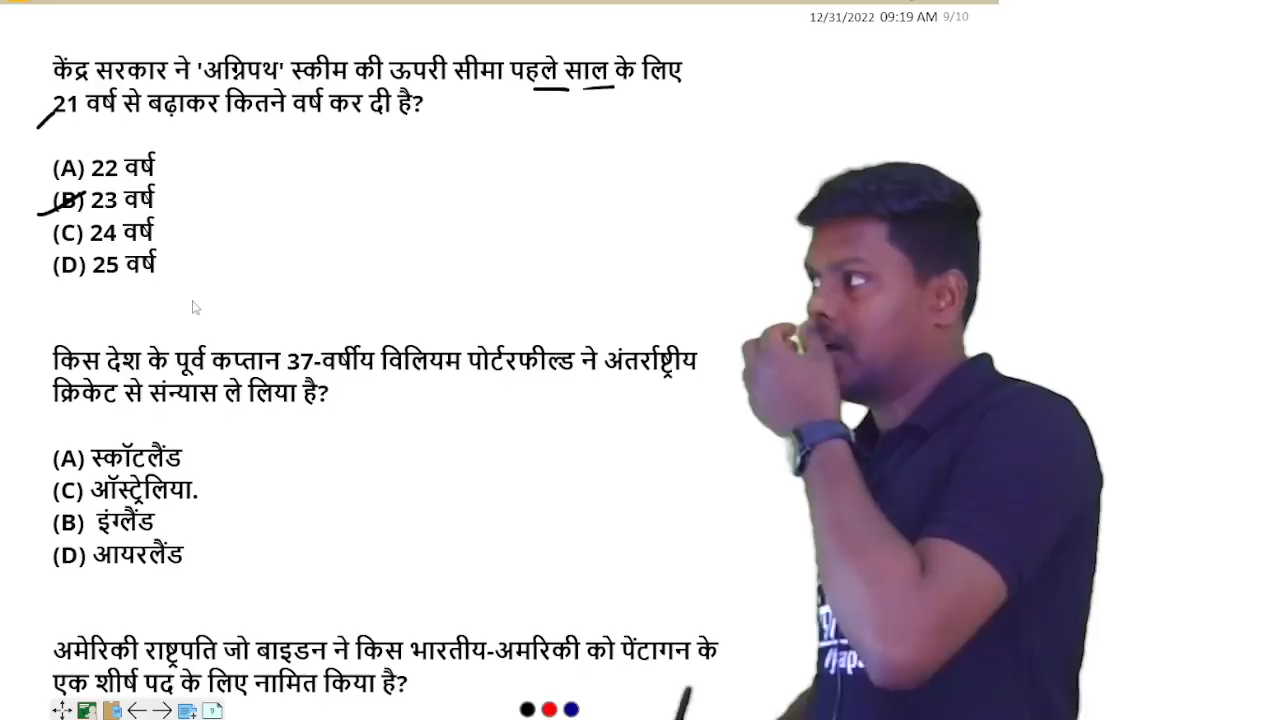 12/31/2022 09:19 AM 9/10
केंद्र सरकार ने 'अग्निपथ' स्कीम की ऊपरी सीमा पहले साल के लिए
21 वर्ष से बढ़ाकर कितने वर्ष कर दी है?
(A) 22 वर्ष
(B) 23 वर्ष
(C) 24 वर्ष
(D) 25 वर्ष
किस देश के पूर्व कप्तान 37-वर्षीय विलियम पोर्टरफील्ड ने अंतर्राष्ट्रीय
क्रिकेट से संन्यास ले लिया है?
(A) स्कॉटलैंड
(C) ऑस्ट्रेलिया.
(B) इंग्लैंड
(D) आयरलैंड
अमेरिकी राष्ट्रपति जो बाइडन ने किस भारतीय-अमरिकी को पेंटागन के
एक शीर्ष पद के लिए नामित किया है?
9